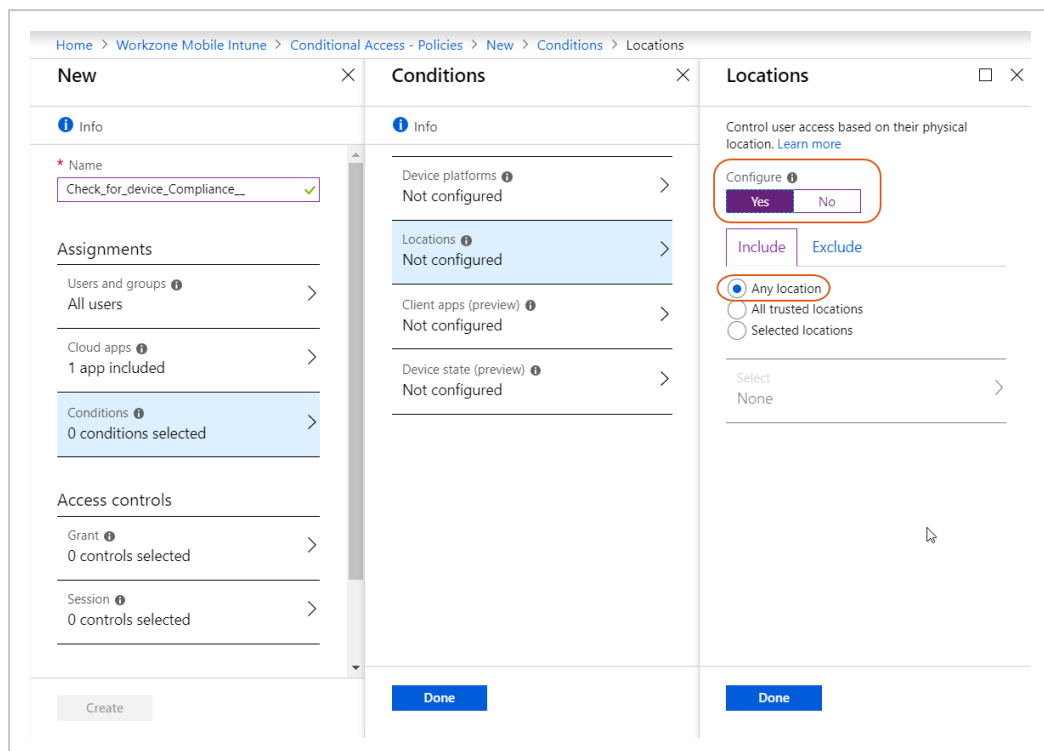 Home > Workzone Mobile Intune > Conditional Access - Policies > New > Conditions > Locations
New
Info
* Name
Check_for_device_Compliance__
Assignments
Users and groups
All users
Cloud apps
1 app included
Conditions
0 conditions selected
Access controls
Grant
0 controls selected
Session
0 controls selected
Create
Conditions
Info
Device platforms
Not configured
Locations
Not configured
Client apps (preview)
Not configured
Device state (preview)
Not configured
Done
Locations
Control user access based on their physical
location. Learn more
Configure
Yes No
Include Exclude
Any location
All trusted locations
Selected locations
Select
None
Done